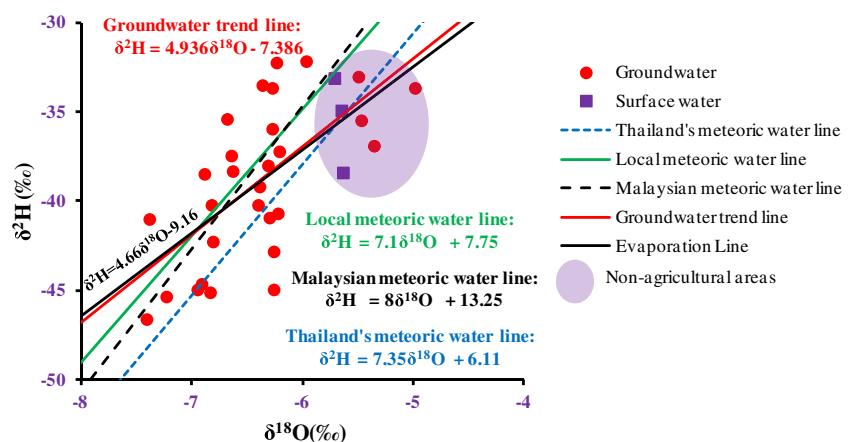 Groundwater trend line:
δ²H = 4.936δ¹⁸O - 7.386
-30
-35
-40
-45
-50
δ²H (‰)
δ²H=4.66δ¹⁸O-9.16
Local meteoric water line:
δ²H = 7.1δ¹⁸O + 7.75
Malaysian meteoric water line:
δ²H = 8δ¹⁸O + 13.25
Thailand's meteoric water line:
δ²H = 7.35δ¹⁸O + 6.11
-8
-7
-6
-5
-4
δ¹⁸O(‰)
Groundwater
Surface water
Thailand's meteoric water line
Local meteoric water line
Malaysian meteoric water line
Groundwater trend line
Evaporation Line
Non-agricultural areas